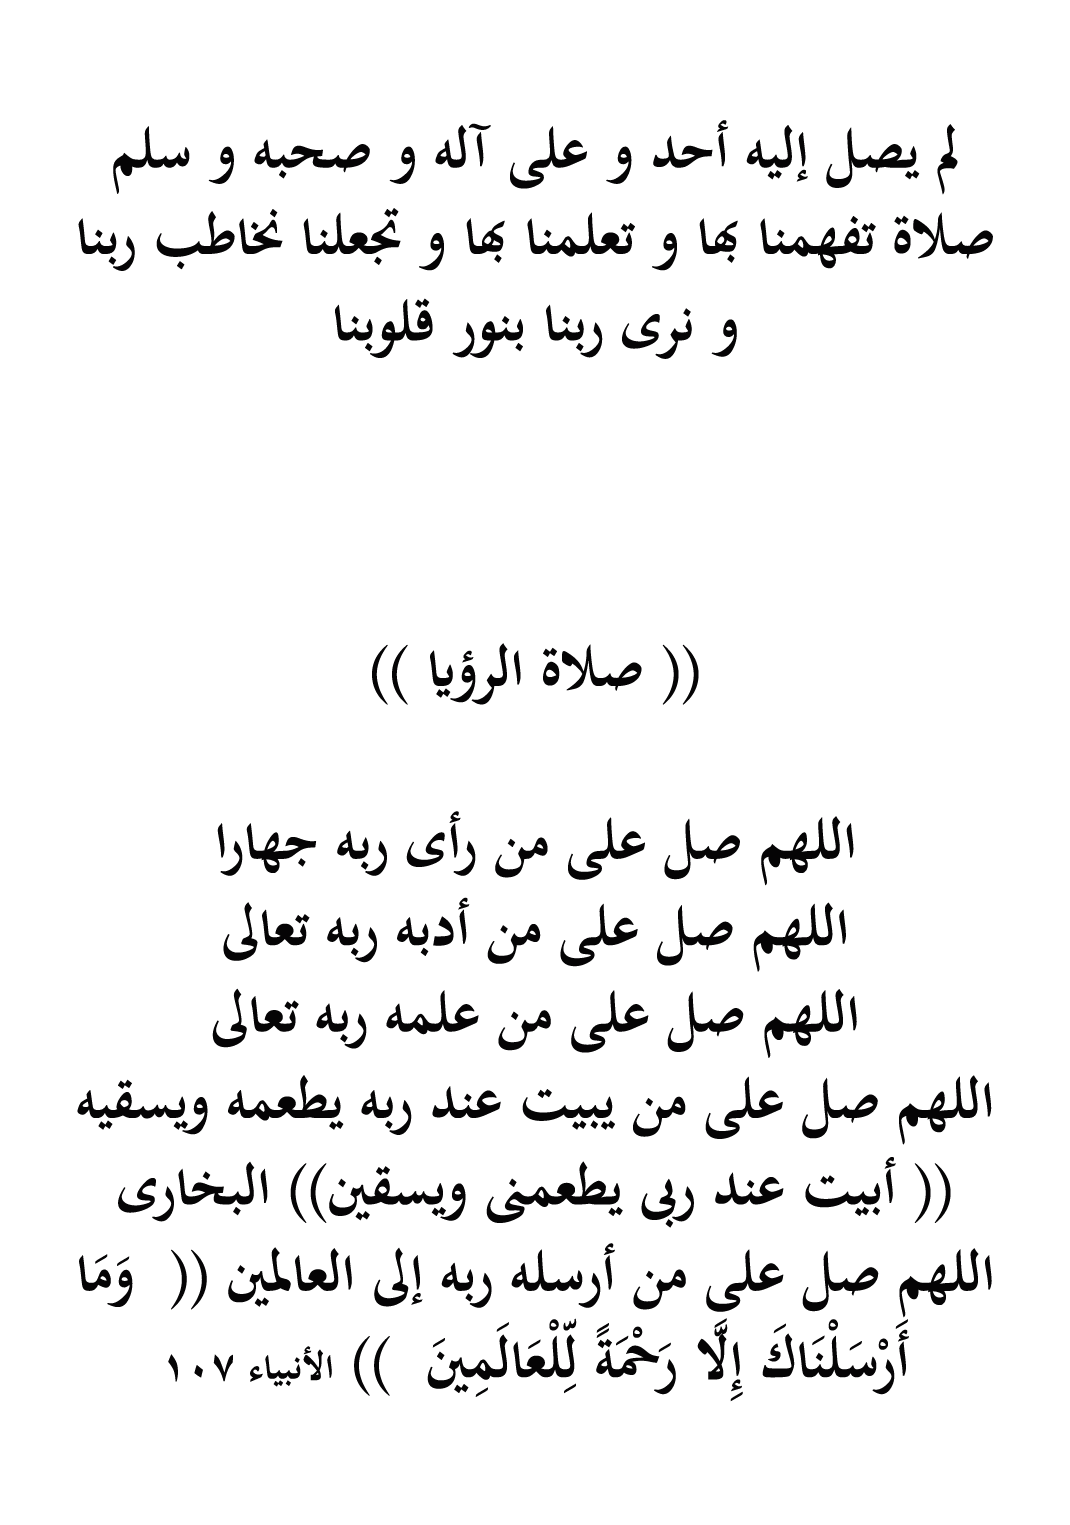 لم يصل إليه أحد و على آله و صحبه و سلم
صلاة تفهمنا بها و تعلمنا بها و تجعلنا نخاطب ربنا
و نرى ربنا بنور قلوبنا
(( صلاة الرؤيا ))
اللهم صل على من رأى ربه جهارا
اللهم صل على من أدبه ربه تعالى
اللهم صل على من علمه ربه تعالى
اللهم صل على من يبيت عند ربه يطعمه ويسقيه
(( أبيت عند ربى يطعمنى ويسقين)) البخارى
اللهم صل على من أرسله ربه إلى العالمين (( وَمَا
أَرْسَلْنَاكَ إِلَّا رَحْمَةً لِّلْعَالَمِينَ )) الأنبياء ١٠٧